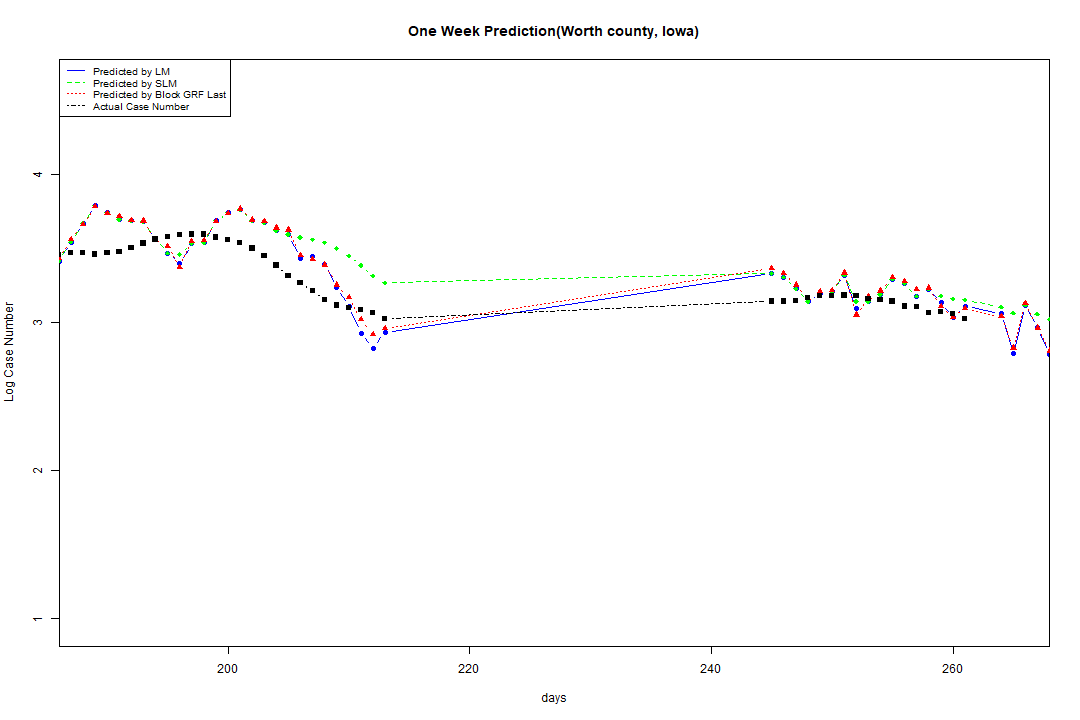 One Week Prediction(Worth county, Iowa)
Predicted by LM
Predicted by SLM
Predicted by Block GRF Last
Actual Case Number
4
3
2
1
Log Case Number
200 220 240 260
days